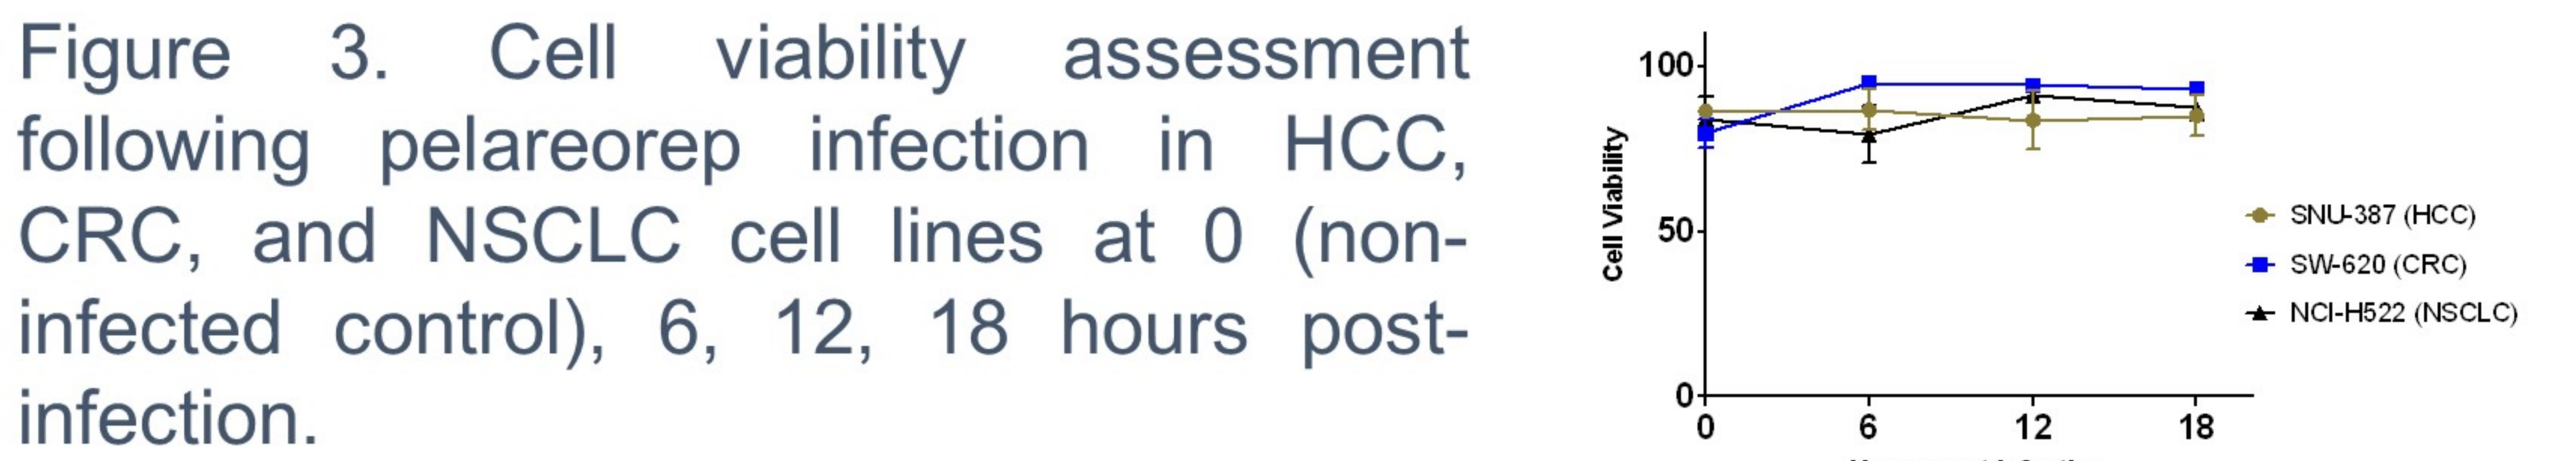 Figure 3. Cell viability assessment
following pelareorep infection in HCC,
CRC, and NSCLC cell lines at 0 (non-
infected control), 6, 12, 18 hours post-
infection.
100
50
0
Cell Viability
0 6 12 18
SNU-387 (HCC)
SW-620 (CRC)
NCI-H522 (NSCLC)